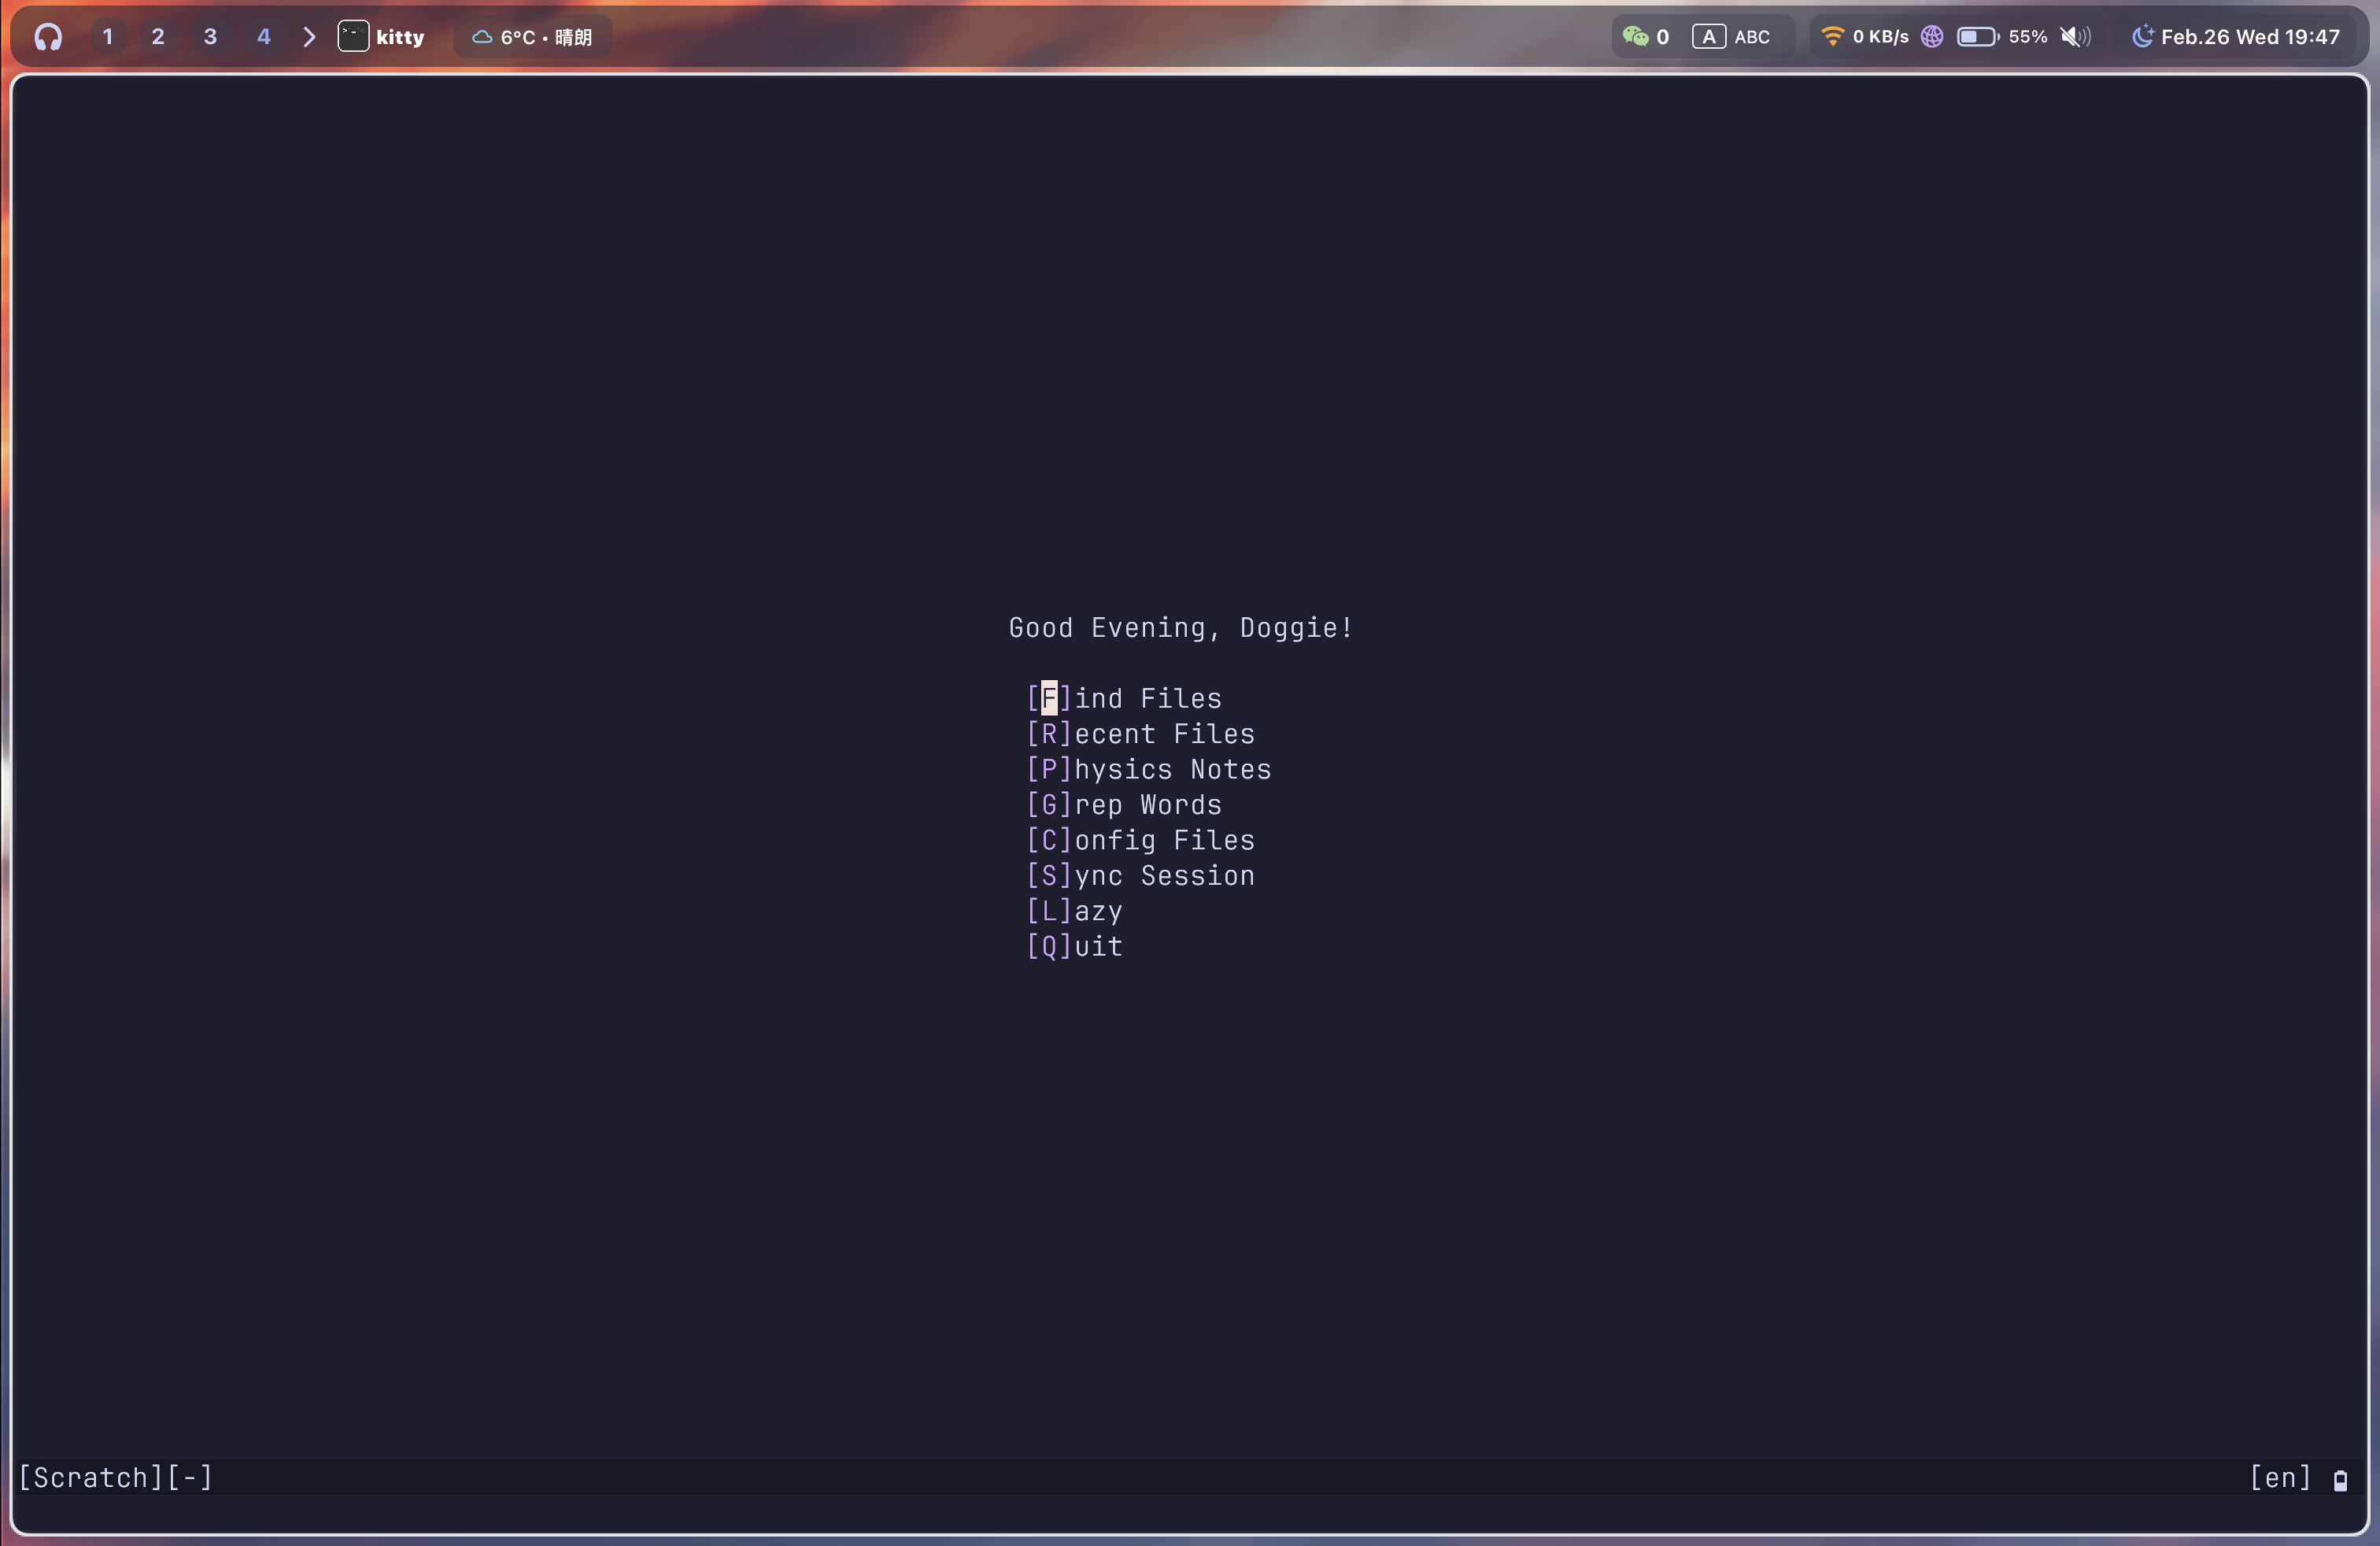 1 2 3 4 > kitty 6°C • 晴朗 0 A ABC 0 KB/s 55% Feb.26 Wed 19:47
Good Evening, Doggie!
[F]ind Files
[R]ecent Files
[P]hysics Notes
[G]rep Words
[C]onfig Files
[S]ync Session
[L]azy
[Q]uit
[Scratch][-] [en]